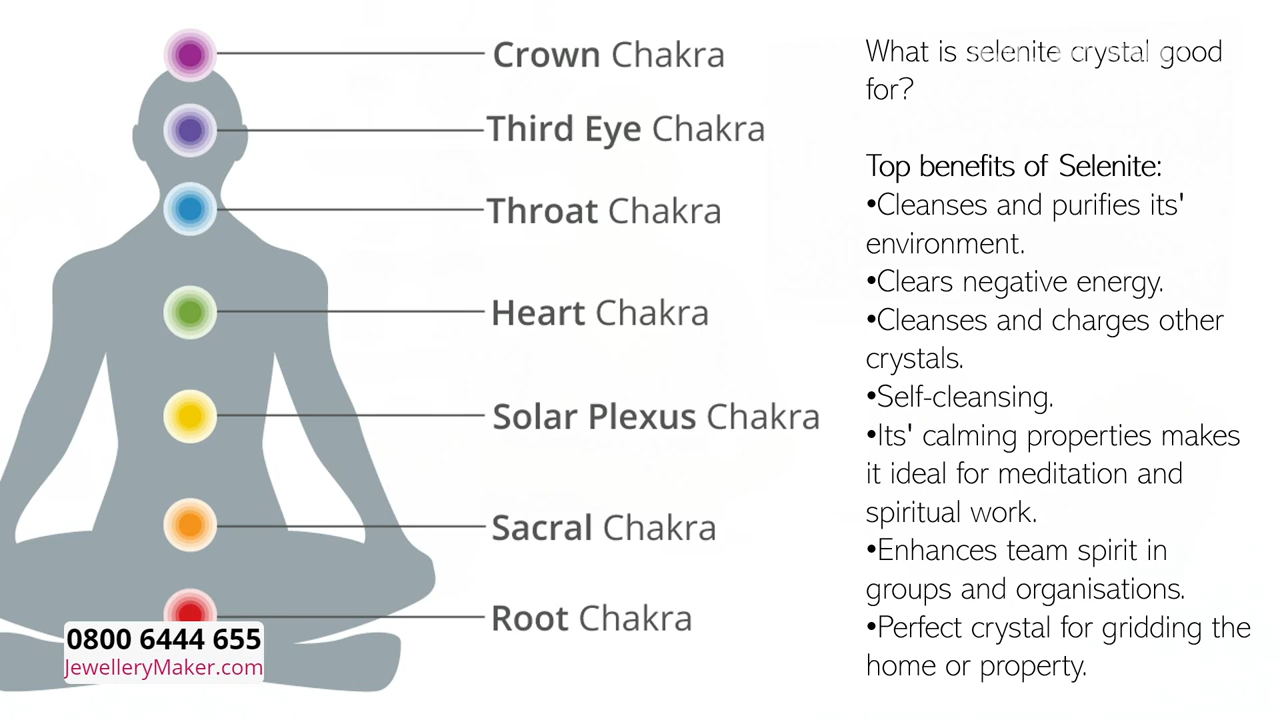 Crown Chakra
Third Eye Chakra
Throat Chakra
Heart Chakra
Solar Plexus Chakra
Sacral Chakra
Root Chakra
0800 6444 655
JewelleryMaker.com
What is selenite crystal good
for?
Top benefits of Selenite:
•Cleanses and purifies its'
environment.
•Clears negative energy.
•Cleanses and charges other
crystals.
•Self-cleansing.
•Its' calming properties makes
it ideal for meditation and
spiritual work.
•Enhances team spirit in
groups and organisations.
•Perfect crystal for gridding the
home or property.